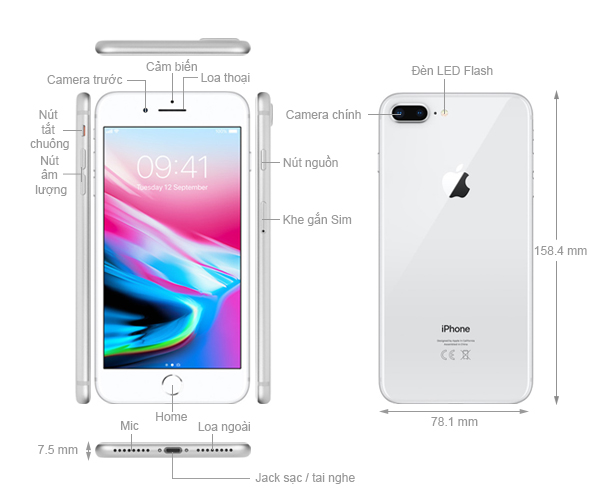 Cảm biến
Camera trước
Loa thoại
Đèn LED Flash
Nút
tắt
chuông
Nút
âm
lượng
Camera chính
Nút nguồn
Khe gắn Sim
09:41
Tuesday 12 September
158.4 mm
iPhone
Home
78.1 mm
Mic
Loa ngoài
7.5 mm
Jack sạc / tai nghe